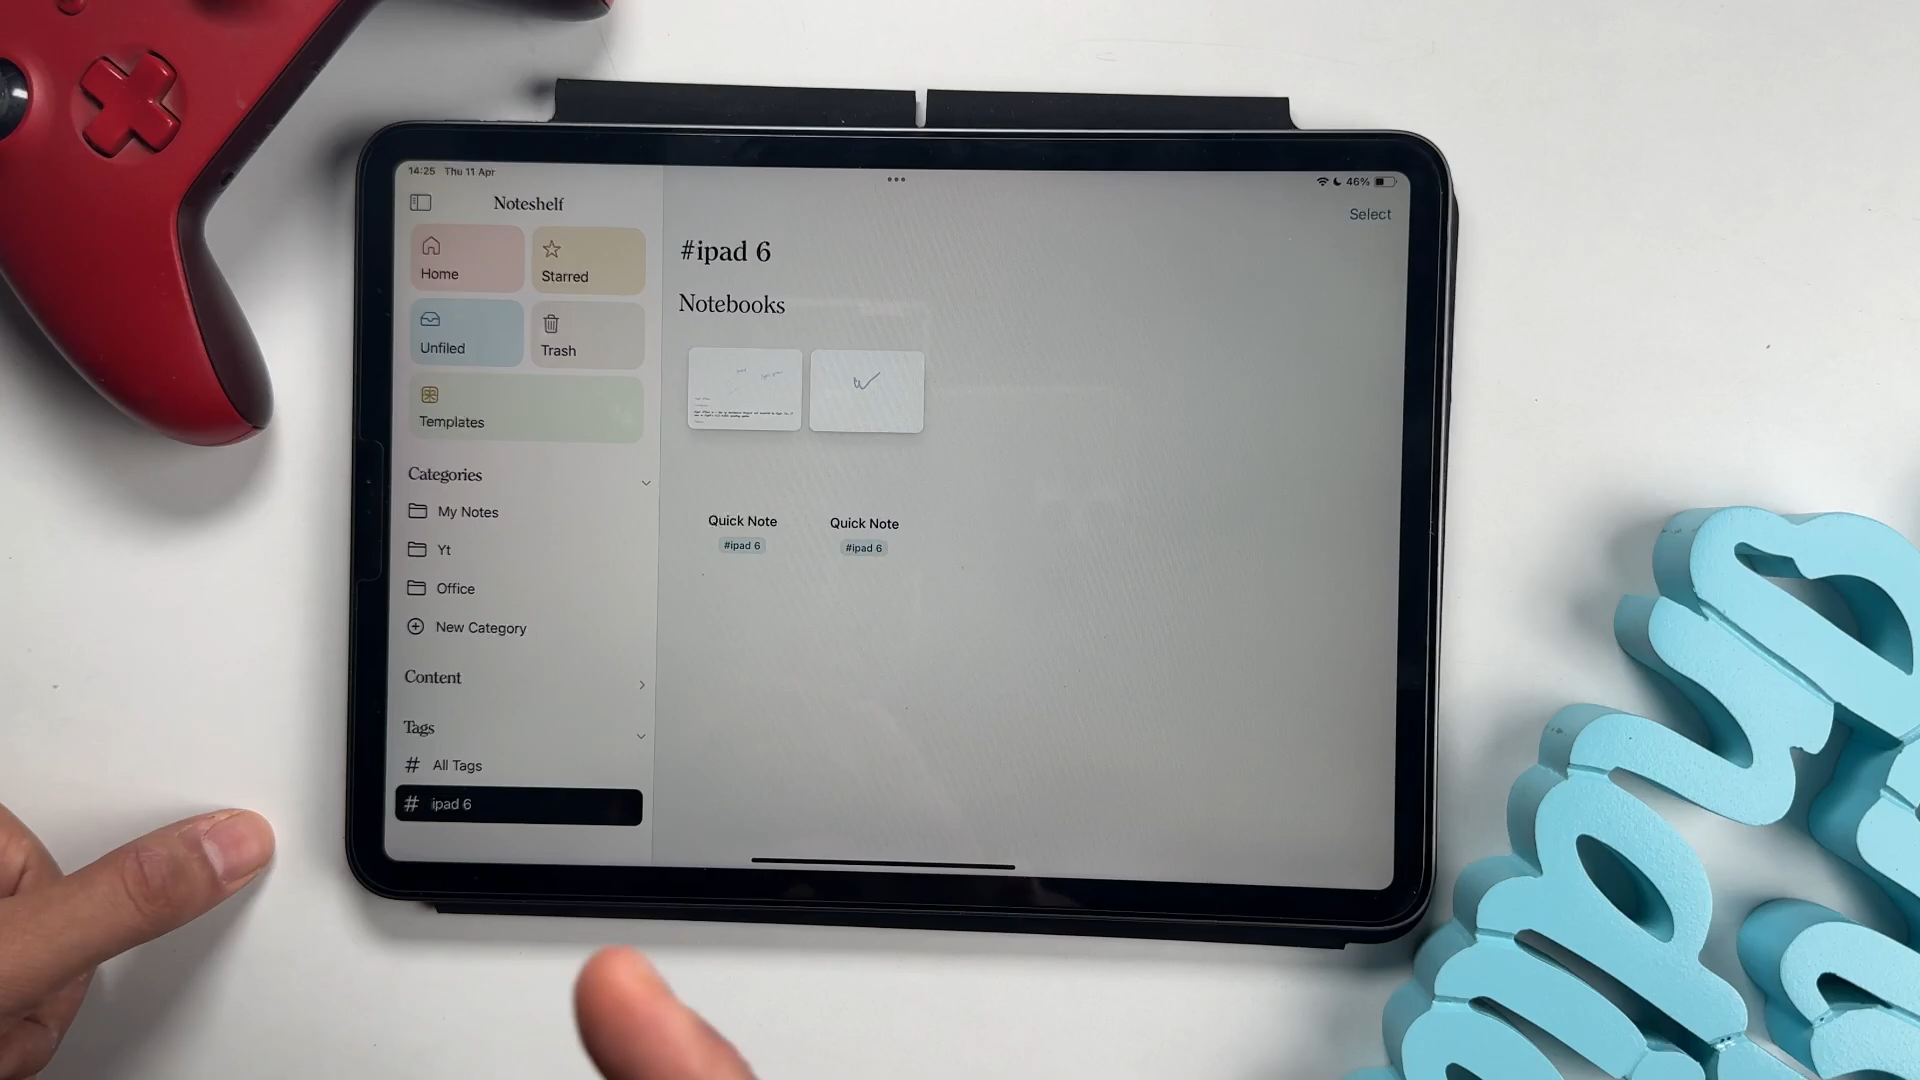 14:25 Thu 11 Apr
46%
Noteshelf
Select
Home
Starred
Unfiled
Trash
Templates
Categories
My Notes
Yt
Office
New Category
Content
Tags
# All Tags
# ipad 6
#ipad 6
Notebooks
Quick Note
#ipad 6
Quick Note
#ipad 6